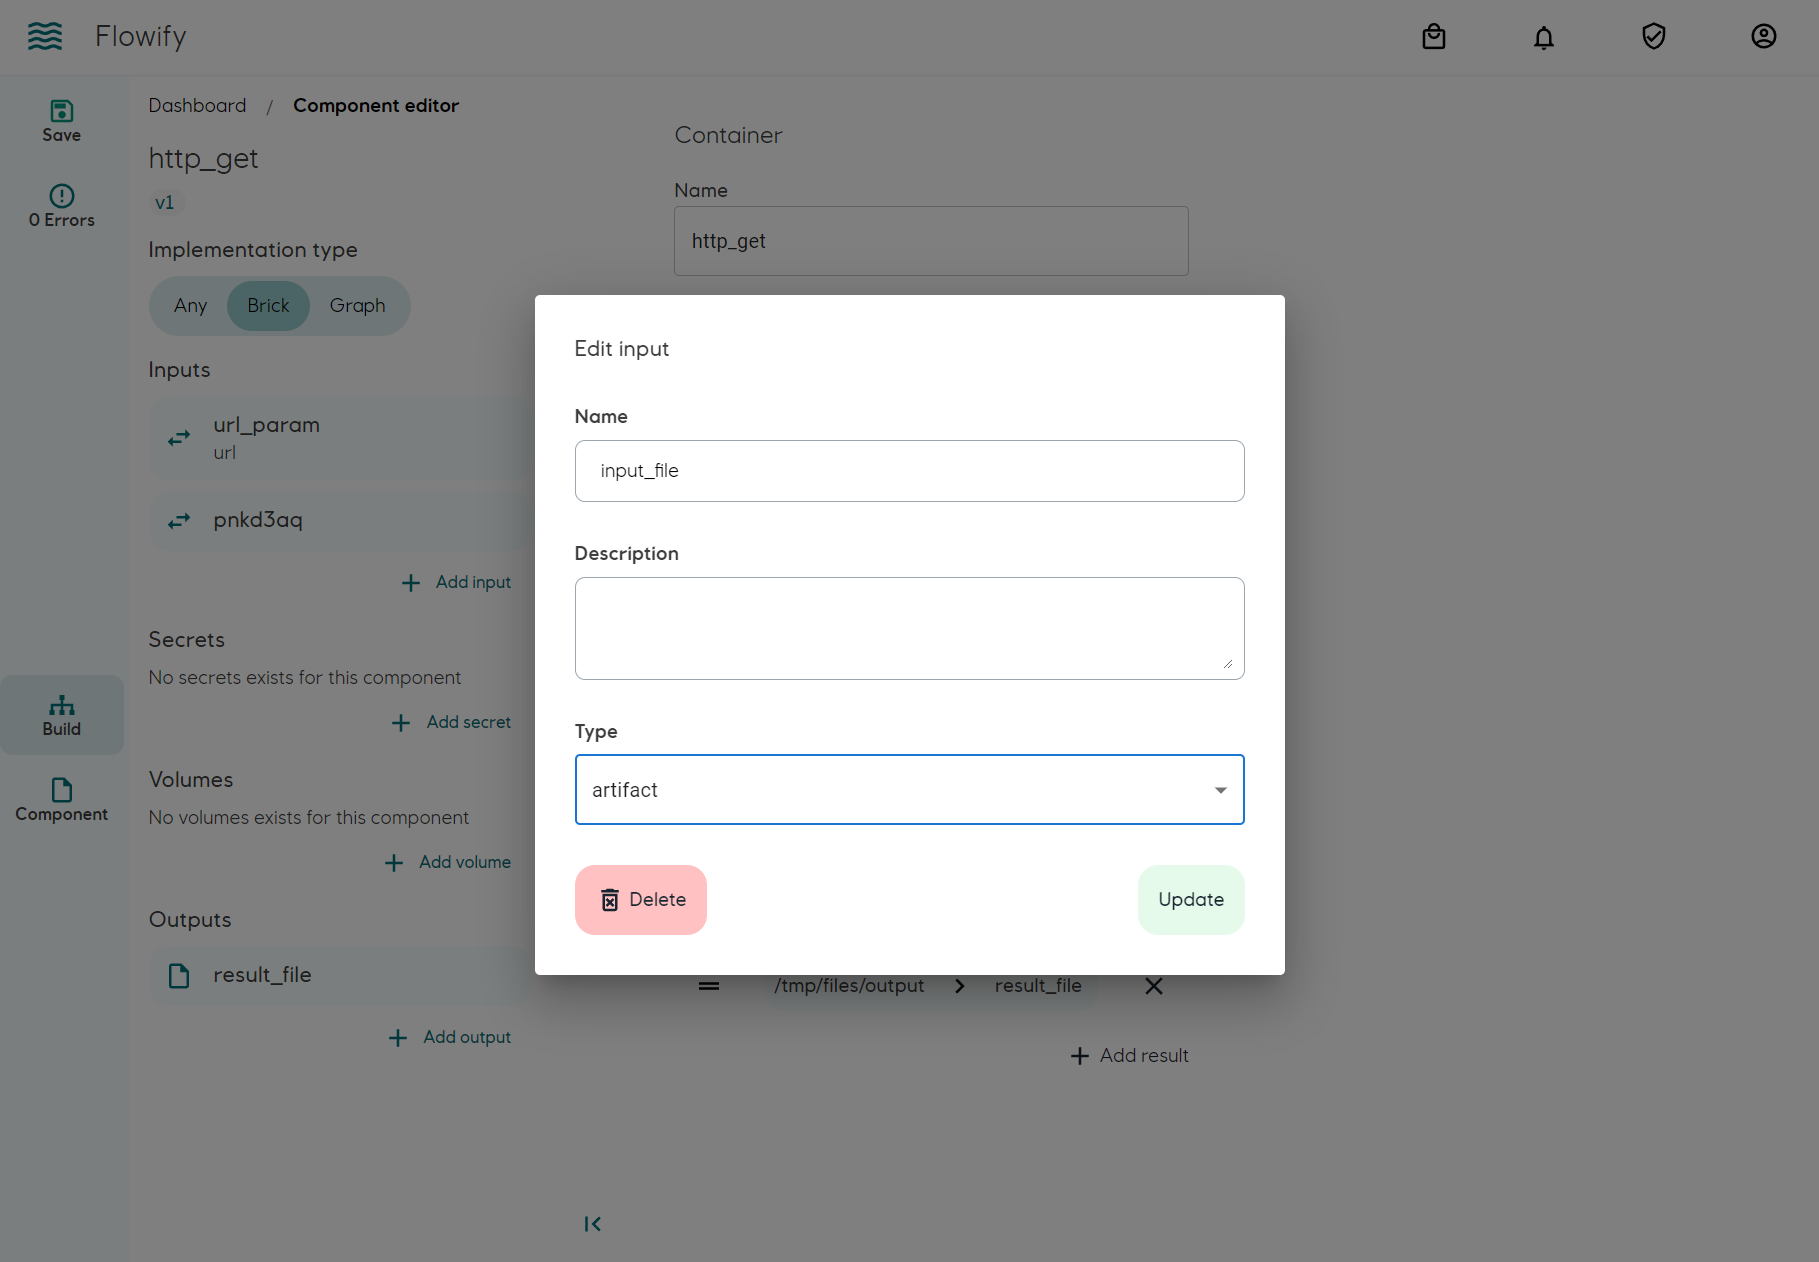 Flowify
Save
0 Errors
Build
Component
Dashboard / Component editor
http_get
v1
Implementation type
Any Brick Graph
Inputs
url_param
url
pnkd3aq
Add input
Secrets
No secrets exists for this component
Add secret
Volumes
No volumes exists for this component
Add volume
Outputs
result_file
Add output
Container
Name
http_get
Edit input
Name
input_file
Description
Type
artifact
Delete
Update
/tmp/files/output result_file
Add result